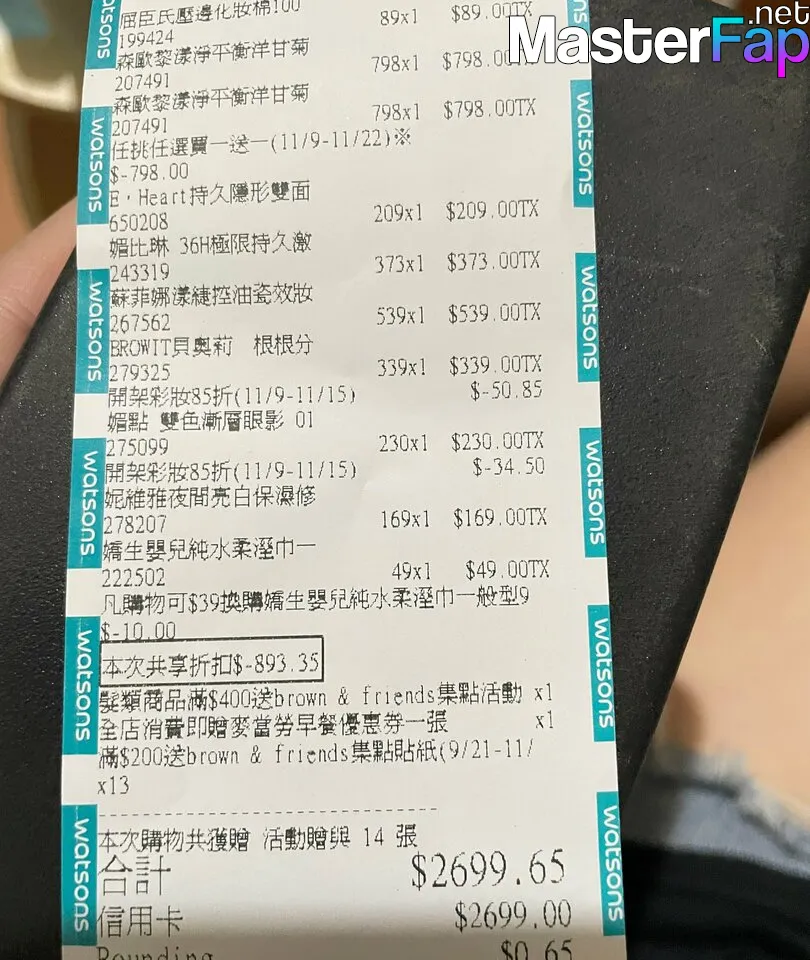 屈臣氏壓邊化妝棉100
199424 89x1 $89.00TX
森歐黎漾淨平衡洋甘菊
207491 798x1 $798.00TX
森歐黎漾淨平衡洋甘菊
207491 798x1 $798.00TX
任挑任選買一送一(11/9-11/22)※
$-798.00
E‧Heart持久隱形雙面
650208 209x1 $209.00TX
媚比琳 36H極限持久激
243319 373x1 $373.00TX
蘇菲娜漾緁控油瓷效妝
267562 539x1 $539.00TX
BROWIT貝奧莉 根根分
279325 339x1 $339.00TX
開架彩妝85折(11/9-11/15) $-50.85
媚點 雙色漸層眼影 01
275099 230x1 $230.00TX
開架彩妝85折(11/9-11/15) $-34.50
妮維雅夜間亮白保濕修
278207 169x1 $169.00TX
嬌生嬰兒純水柔溼巾一
222502 49x1 $49.00TX
凡購物可$39換購嬌生嬰兒純水柔溼巾一般型9
$-10.00
本次共享折扣$-893.35
髮類商品滿$400送brown & friends集點活動 x1
全店消費即贈麥當勞早餐優惠券一張 x1
滿$200送brown & friends集點貼紙(9/21-11/
x13
本次購物共獲贈 活動贈與 14 張
合計 $2699.65
信用卡 $2699.00
Rounding $0.65
watsons
watsons
watsons
watsons
watsons
watsons
watsons
watsons
watsons
watsons
watsons
MasterFap.net